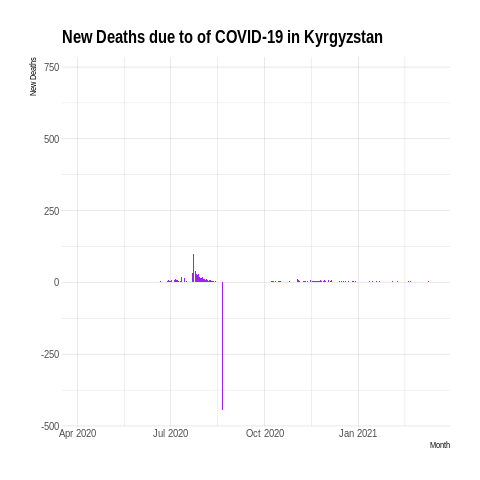 New Deaths due to of COVID-19 in Kyrgyzstan
New Deaths
750
500
250
0
-250
-500
Apr 2020 Jul 2020 Oct 2020 Jan 2021
Month